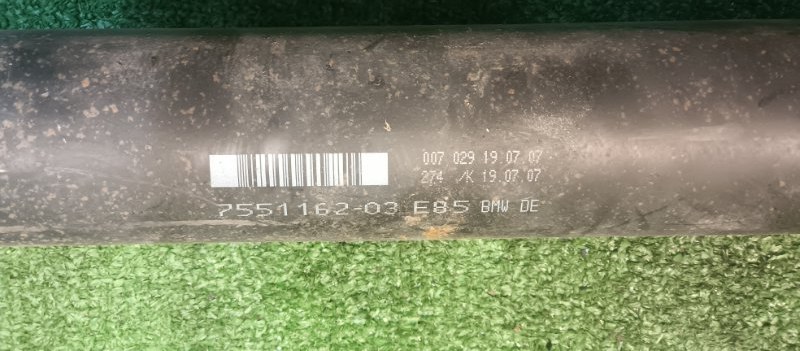 007 029 19.07.07
274 /K 19.07.07
7551162-03 E85 BMW DE